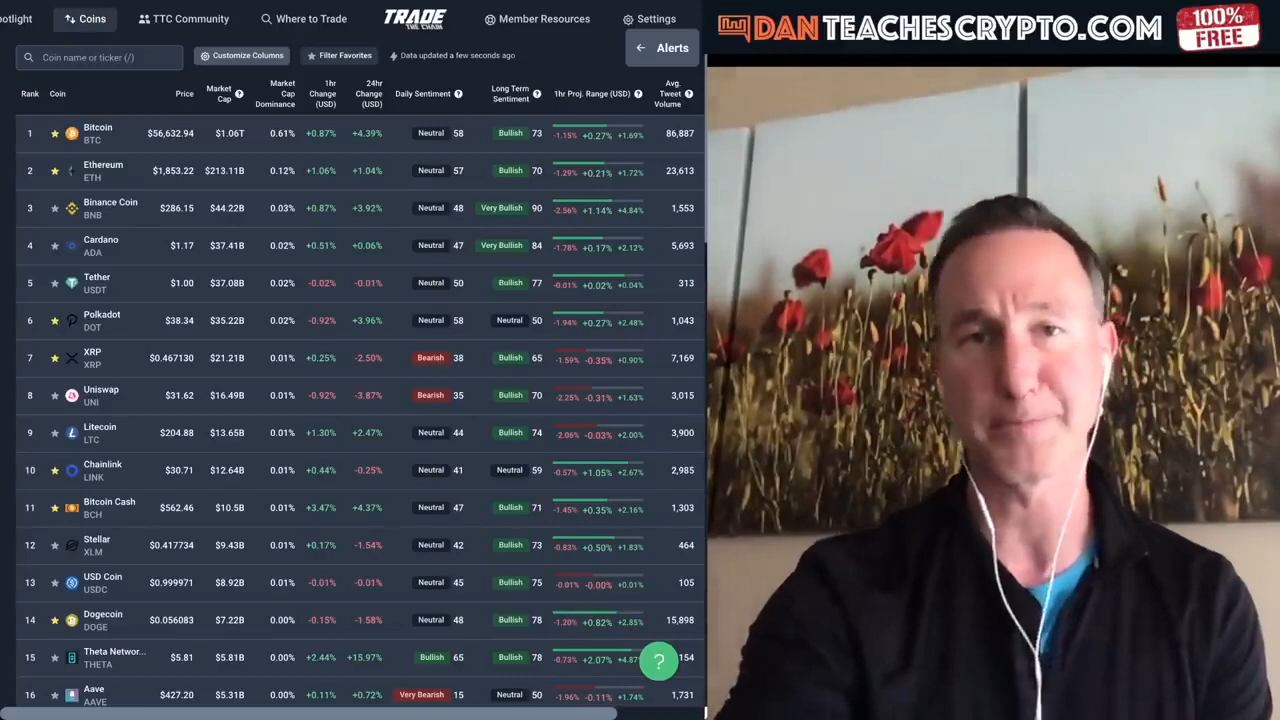 otlight
Coins
TTC Community
Where to Trade
TRADE
THE CHAIN
Member Resources
Settings
Coin name or ticker (/)
Customize Columns
Filter Favorites
Data updated a few seconds ago
Alerts
Rank Coin Price Market Cap Market Cap Dominance 1hr Change (USD) 24hr Change (USD) Daily Sentiment Long Term Sentiment 1hr Proj. Range (USD) Avg. Tweet Volume
1 Bitcoin BTC $56,632.94 $1.06T 0.61% +0.87% +4.39% Neutral 58 Bullish 73 -1.15% +0.27% +1.69% 86,887
2 Ethereum ETH $1,853.22 $213.11B 0.12% +1.06% +1.04% Neutral 57 Bullish 70 -1.29% +0.21% +1.72% 23,613
3 Binance Coin BNB $286.15 $44.22B 0.03% +0.87% +3.92% Neutral 48 Very Bullish 90 -2.56% +1.14% +4.84% 1,553
4 Cardano ADA $1.17 $37.41B 0.02% +0.51% +0.06% Neutral 47 Very Bullish 84 -1.78% +0.17% +2.12% 5,693
5 Tether USDT $1.00 $37.08B 0.02% -0.02% -0.01% Neutral 50 Bullish 77 -0.01% +0.02% +0.04% 313
6 Polkadot DOT $38.34 $35.22B 0.02% -0.92% +3.96% Neutral 58 Neutral 50 -1.94% +0.27% +2.48% 1,043
7 XRP XRP $0.467130 $21.21B 0.01% +0.25% -2.50% Bearish 38 Bullish 65 -1.59% -0.35% +0.90% 7,169
8 Uniswap UNI $31.62 $16.49B 0.01% -0.92% -3.87% Bearish 35 Bullish 70 -2.25% -0.31% +1.63% 3,015
9 Litecoin LTC $204.88 $13.65B 0.01% +1.30% +2.47% Neutral 44 Bullish 74 -2.06% -0.03% +2.00% 3,900
10 Chainlink LINK $30.71 $12.64B 0.01% +0.44% -0.25% Neutral 41 Neutral 59 -0.57% +1.05% +2.67% 2,985
11 Bitcoin Cash BCH $562.46 $10.5B 0.01% +3.47% +4.37% Neutral 47 Bullish 71 -1.45% +0.35% +2.16% 1,303
12 Stellar XLM $0.417734 $9.43B 0.01% +0.17% -1.54% Neutral 42 Bullish 73 -0.83% +0.50% +1.83% 464
13 USD Coin USDC $0.999971 $8.92B 0.01% -0.01% -0.01% Neutral 45 Bullish 75 -0.01% -0.00% +0.01% 105
14 Dogecoin DOGE $0.056083 $7.22B 0.00% -0.15% -1.58% Neutral 48 Bullish 78 -1.20% +0.82% +2.85% 15,898
15 Theta Networ... THETA $5.81 $5.81B 0.00% +2.44% +15.97% Bullish 65 Bullish 78 -0.73% +2.07% +4.87 154
16 Aave AAVE $427.20 $5.31B 0.00% +0.11% +0.72% Very Bearish 15 Neutral 50 -1.96% -0.11% +1.74% 1,731
?
DANTEACHESCRYPTO.COM
100%
FREE